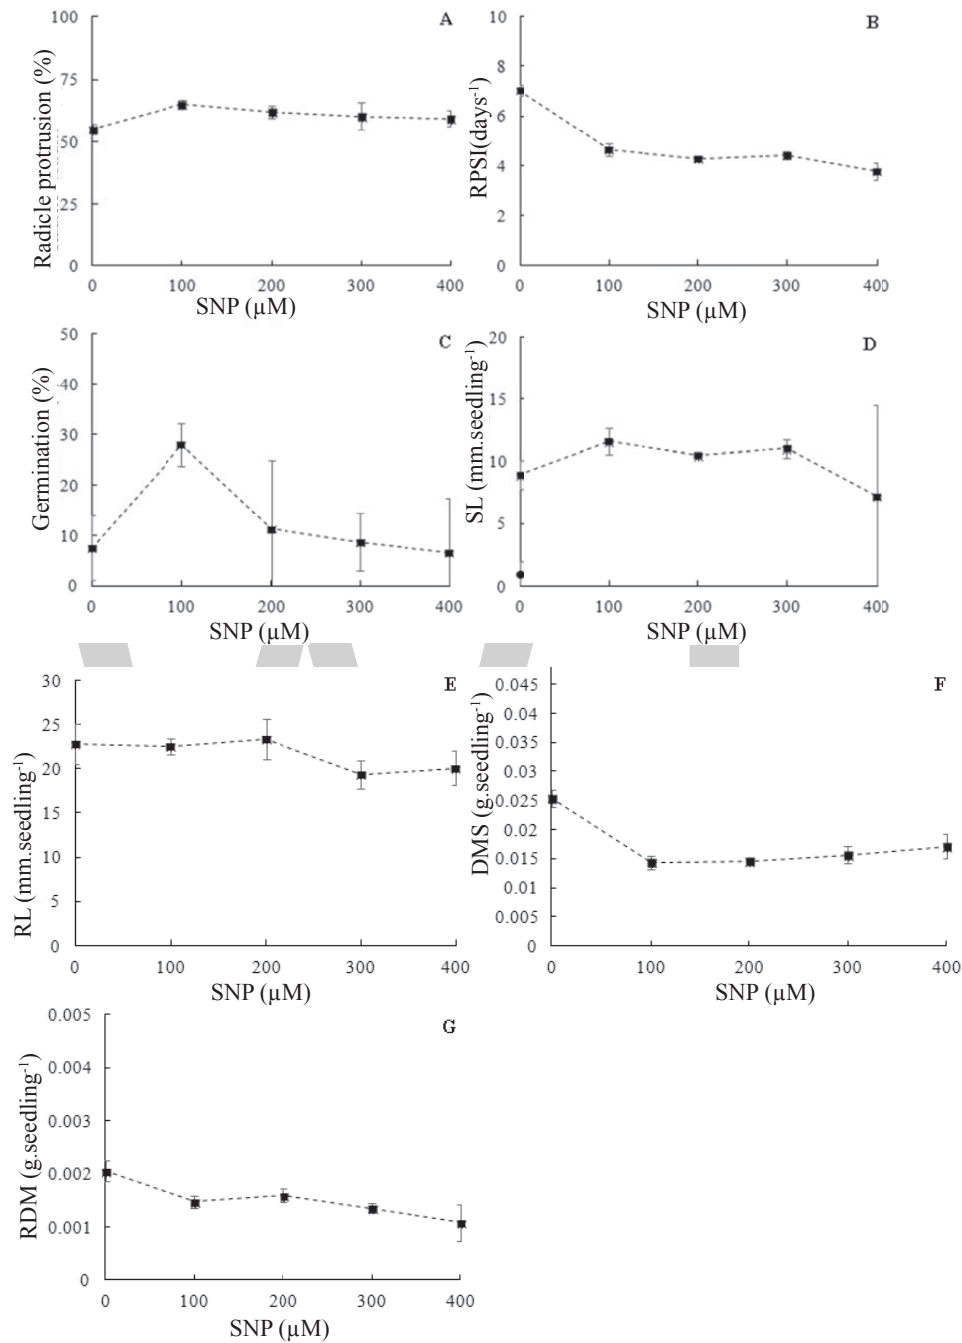 A
Radicle protrusion (%)
100
75
50
25
0
0 100 200 300 400
SNP (µM)
B
RPSI(days⁻¹)
10
8
6
4
2
0
0 100 200 300 400
SNP (µM)
C
Germination (%)
50
40
30
20
10
0
0 100 200 300 400
SNP (µM)
D
SL (mm.seedling⁻¹)
20
15
10
5
0
0 100 200 300 400
SNP (µM)
E
RL (mm.seedling⁻¹)
30
25
20
15
10
5
0
0 100 200 300 400
SNP (µM)
F
DMS (g.seedling⁻¹)
0.045
0.04
0.035
0.03
0.025
0.02
0.015
0.01
0.005
0
0 100 200 300 400
SNP (µM)
G
RDM (g.seedling⁻¹)
0.005
0.004
0.003
0.002
0.001
0
0 100 200 300 400
SNP (µM)